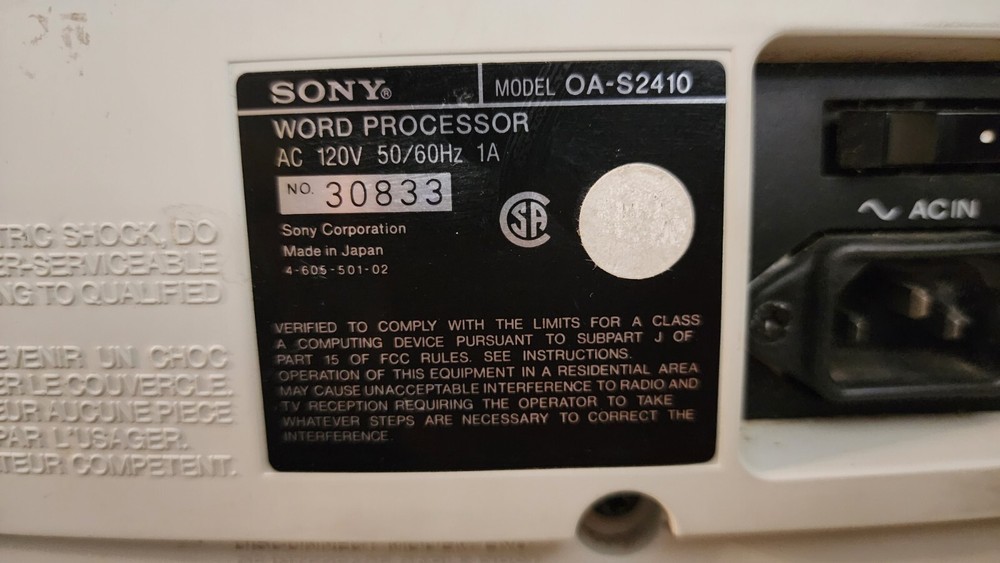 SONY® MODEL OA-S2410
WORD PROCESSOR
AC 120V 50/60Hz 1A
NO. 30833
Sony Corporation
Made in Japan
4-605-501-02
SA
VERIFIED TO COMPLY WITH THE LIMITS FOR A CLASS
A COMPUTING DEVICE PURSUANT TO SUBPART J OF
PART 15 OF FCC RULES. SEE INSTRUCTIONS.
OPERATION OF THIS EQUIPMENT IN A RESIDENTIAL AREA
MAY CAUSE UNACCEPTABLE INTERFERENCE TO RADIO AND
TV RECEPTION REQUIRING THE OPERATOR TO TAKE
WHATEVER STEPS ARE NECESSARY TO CORRECT THE
INTERFERENCE.
~ AC IN
TRIC SHOCK, DO
ER-SERVICEABLE
NG TO QUALIFIED
EVENIR UN CHOC
ER LE COUVERCLE.
EUR AUCUNE PIECE
PAR L'USAGER.
ATEUR COMPETENT.